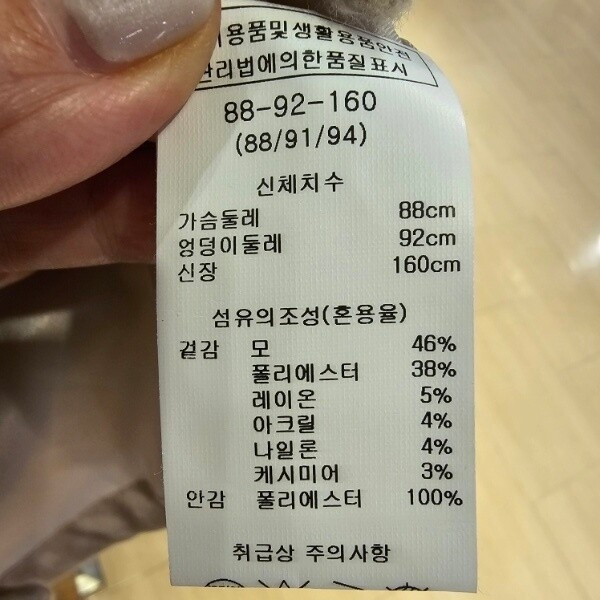 용품및생활용품안전
관리법에의한품질표시
88-92-160
(88/91/94)
신체치수
가슴둘레 88cm
엉덩이둘레 92cm
신장 160cm
섬유의조성(혼용율)
겉감 모 46%
폴리에스터 38%
레이온 5%
아크릴 4%
나일론 4%
케시미어 3%
안감 폴리에스터 100%
취급상 주의사항